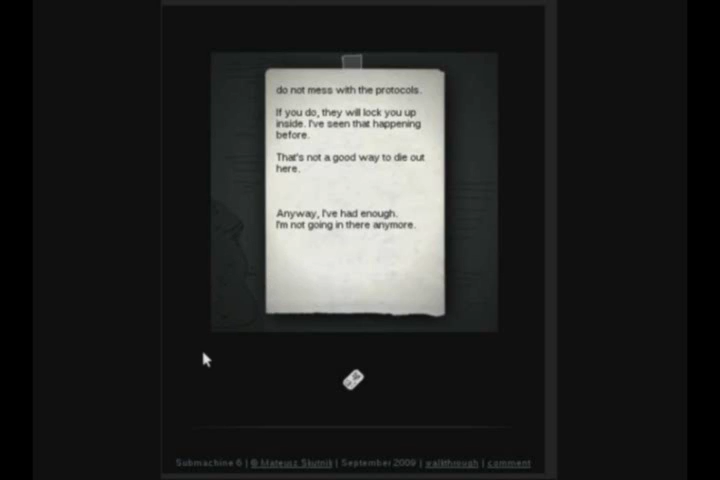 do not mess with the protocols.
If you do, they will lock you up
inside. I've seen that happening
before.
That's not a good way to die out
here.
Anyway, I've had enough.
I'm not going in there anymore.
Submachine 6 | © Mateusz Skutnik | September 2009 | walkthrough | comment